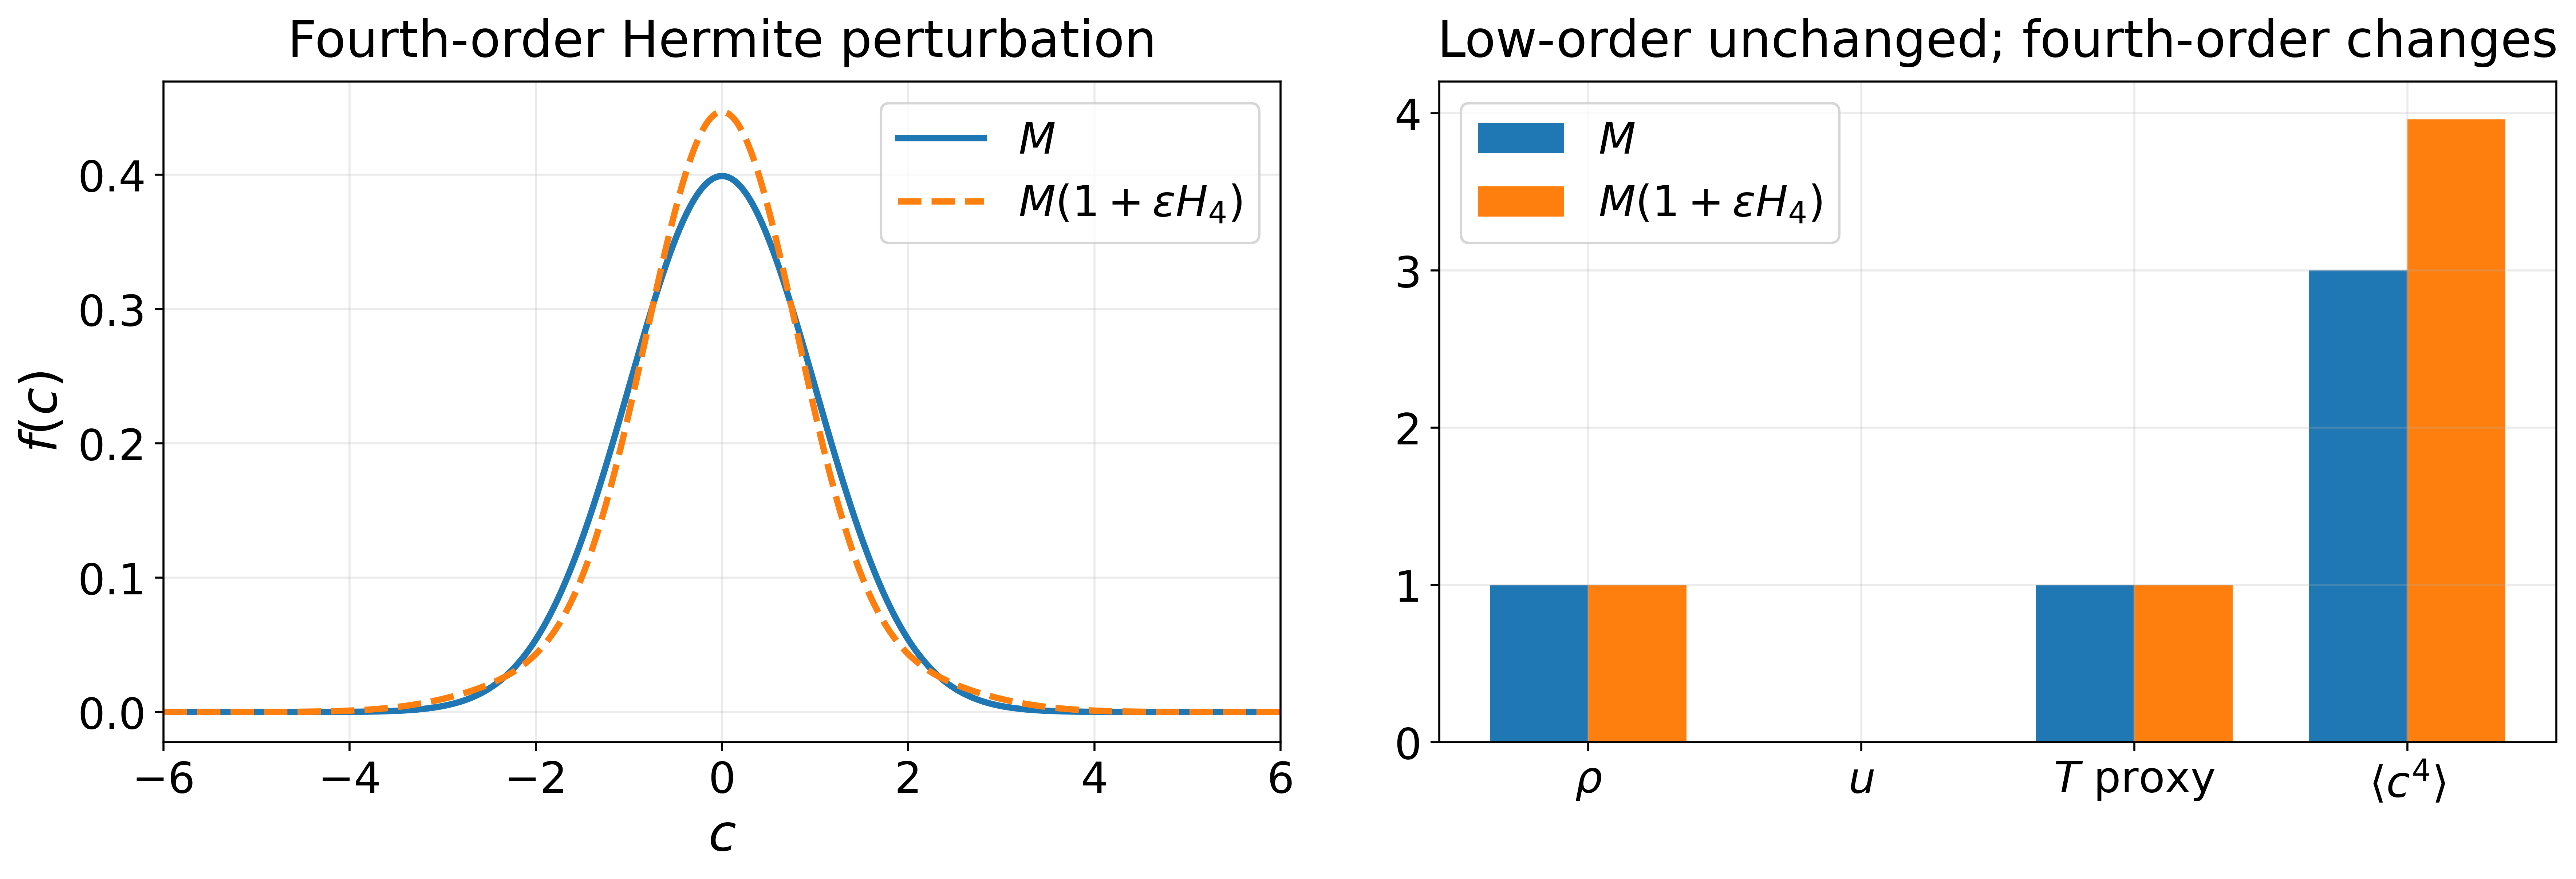 Fourth-order Hermite perturbation
M
M(1 + εH₄)
f(c)
0.4
0.3
0.2
0.1
0.0
−6 −4 −2 0 2 4 6
c
Low-order unchanged; fourth-order changes
M
M(1 + εH₄)
4
3
2
1
0
ρ u T proxy ⟨c⁴⟩